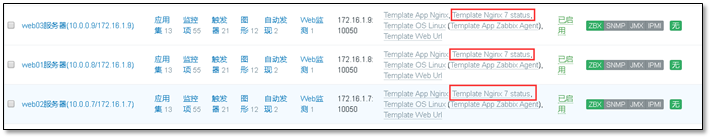 web03服务器(10.0.0.9/172.16.1.9) 应用集 13 监控项 55 触发器 21 图形 12 自动发现 2 Web监测 1 172.16.1.9: 10050 Template App Nginx, Template Nginx 7 status, Template OS Linux (Template App Zabbix Agent), Template Web Url 已启用 ZBX SNMP JMX IPMI 无
web01服务器(10.0.0.8/172.16.1.8) 应用集 13 监控项 55 触发器 21 图形 12 自动发现 2 Web监测 1 172.16.1.8: 10050 Template App Nginx, Template Nginx 7 status, Template OS Linux (Template App Zabbix Agent), Template Web Url 已启用 ZBX SNMP JMX IPMI 无
web02服务器(10.0.0.7/172.16.1.7) 应用集 13 监控项 55 触发器 21 图形 12 自动发现 2 Web监测 1 172.16.1.7: 10050 Template App Nginx, Template Nginx 7 status, Template OS Linux (Template App Zabbix Agent), Template Web Url 已启用 ZBX SNMP JMX IPMI 无